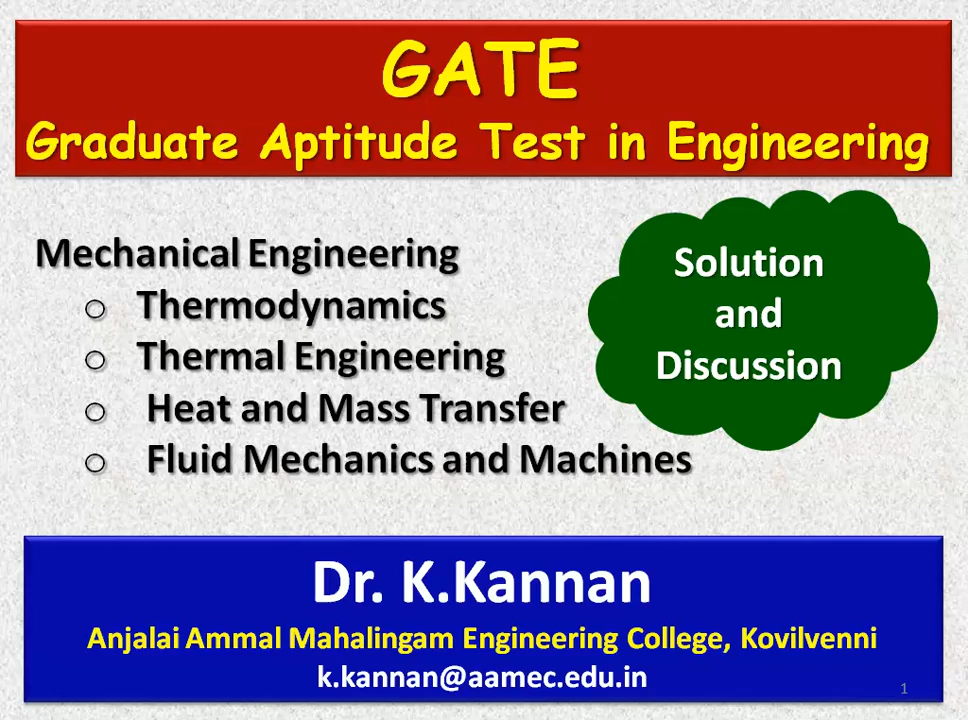 GATE
Graduate Aptitude Test in Engineering
Mechanical Engineering
o Thermodynamics
o Thermal Engineering
o Heat and Mass Transfer
o Fluid Mechanics and Machines
Solution
and
Discussion
Dr. K.Kannan
Anjalai Ammal Mahalingam Engineering College, Kovilvenni
k.kannan@aamec.edu.in
1